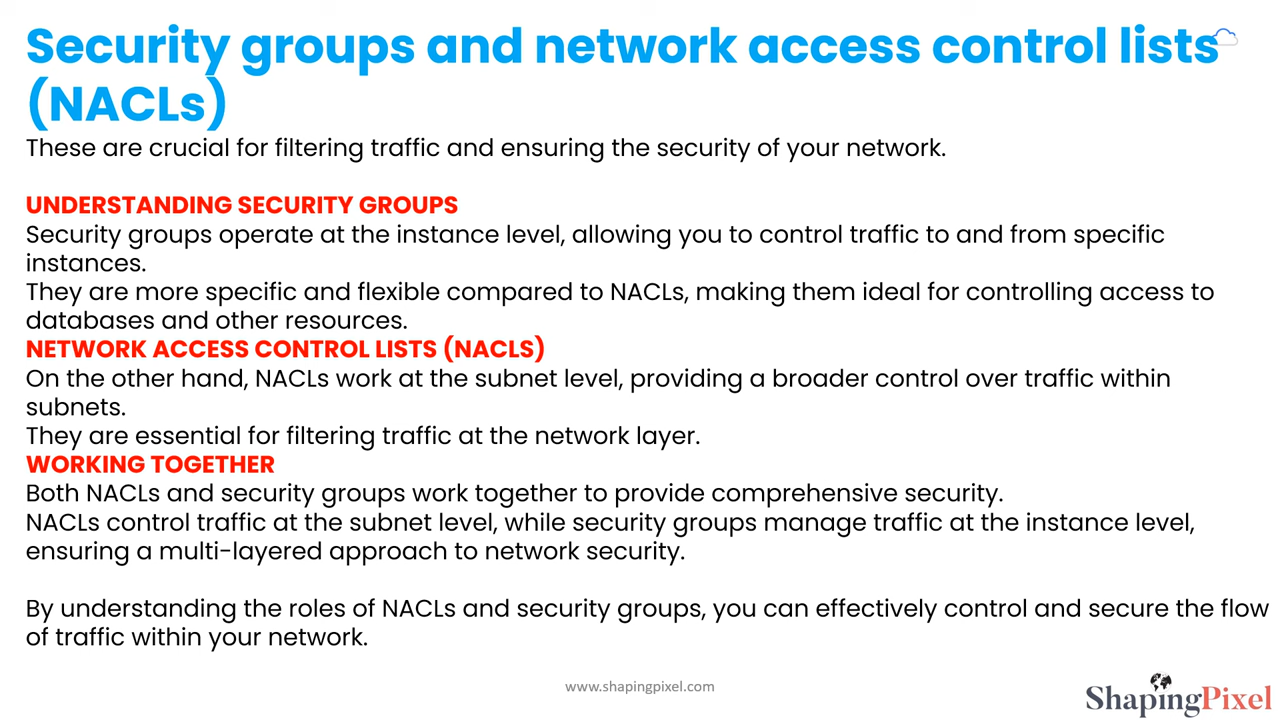 Security groups and network access control lists
(NACLs)
These are crucial for filtering traffic and ensuring the security of your network.
UNDERSTANDING SECURITY GROUPS
Security groups operate at the instance level, allowing you to control traffic to and from specific
instances.
They are more specific and flexible compared to NACLs, making them ideal for controlling access to
databases and other resources.
NETWORK ACCESS CONTROL LISTS (NACLS)
On the other hand, NACLs work at the subnet level, providing a broader control over traffic within
subnets.
They are essential for filtering traffic at the network layer.
WORKING TOGETHER
Both NACLs and security groups work together to provide comprehensive security.
NACLs control traffic at the subnet level, while security groups manage traffic at the instance level,
ensuring a multi-layered approach to network security.
By understanding the roles of NACLs and security groups, you can effectively control and secure the flow
of traffic within your network.
www.shapingpixel.com
ShapingPixel